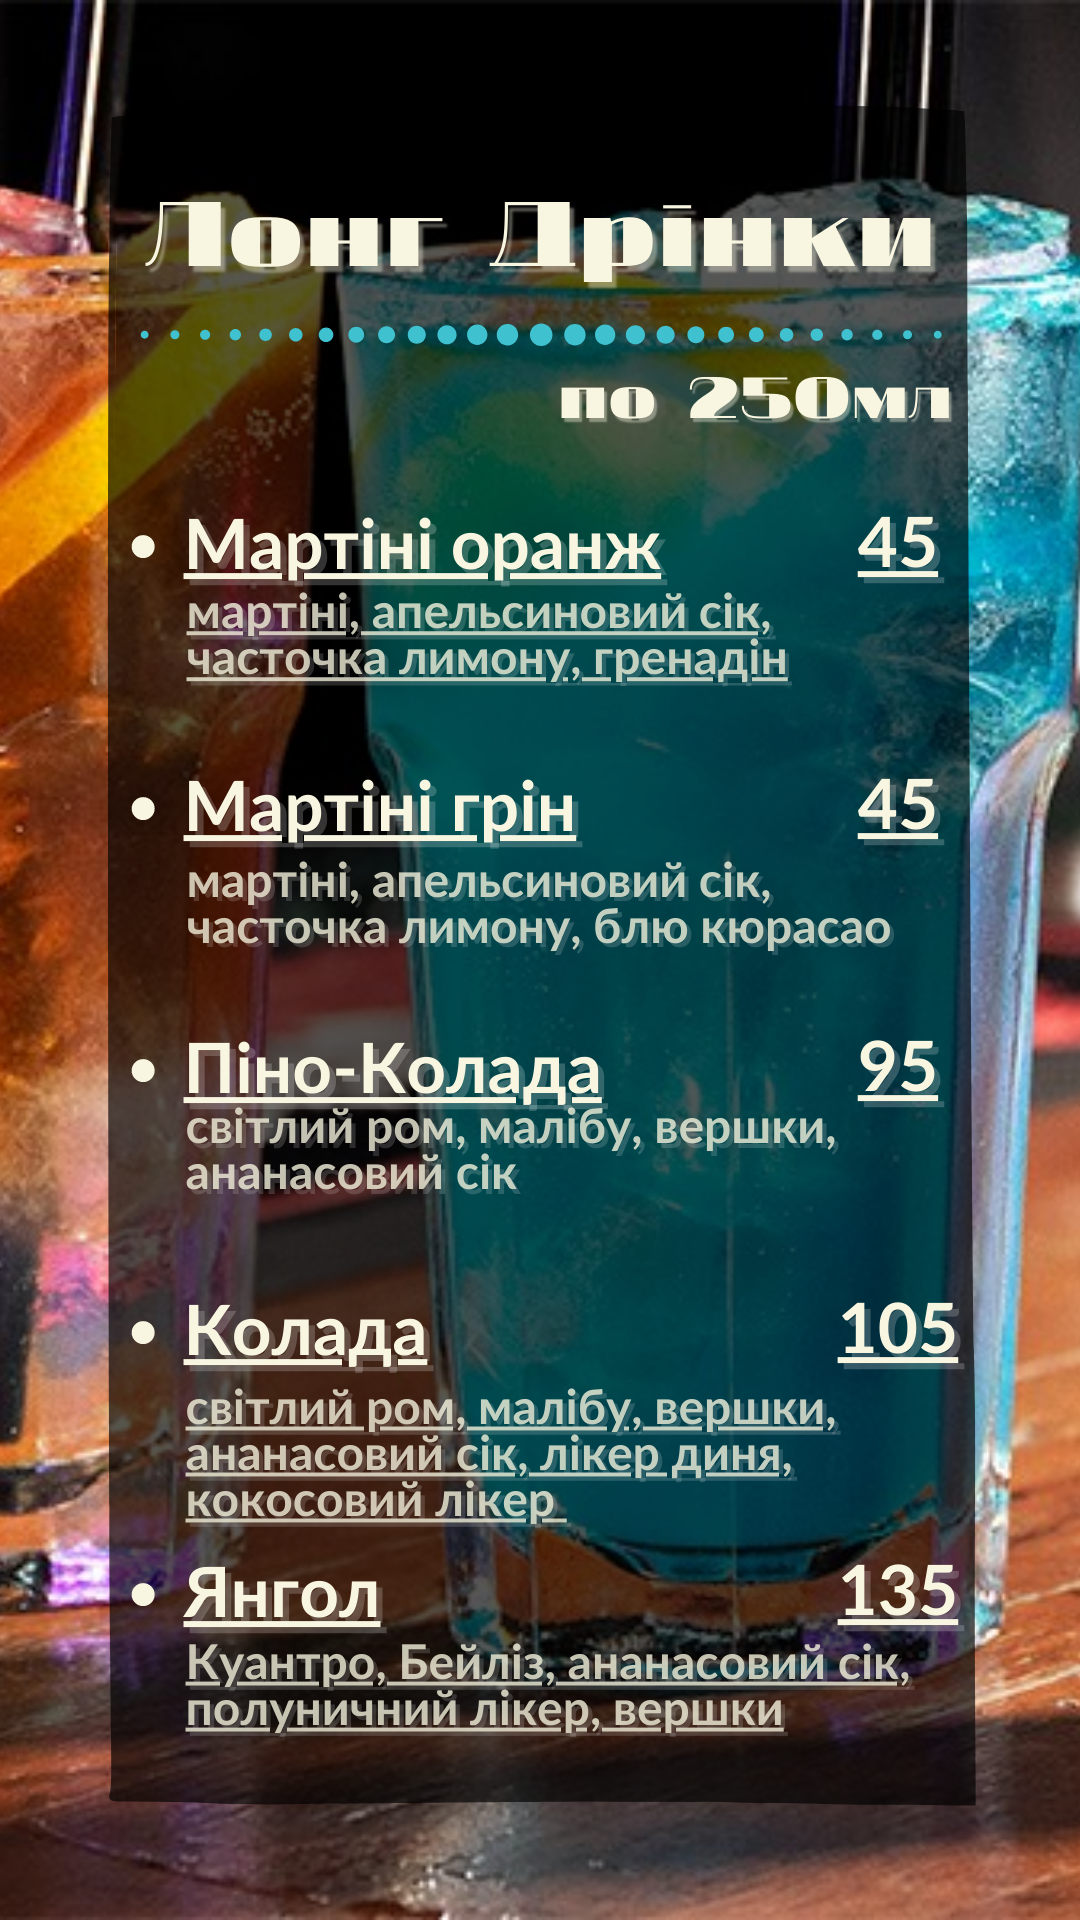 Лонг Дрінки
по 250мл
• Мартіні оранж 45
мартіні, апельсиновий сік,
часточка лимону, гренадін
• Мартіні грін 45
мартіні, апельсиновий сік,
часточка лимону, блю кюрасао
• Піно-Колада 95
світлий ром, малібу, вершки,
ананасовий сік
• Колада 105
світлий ром, малібу, вершки,
ананасовий сік, лікер диня,
кокосовий лікер
• Янгол 135
Куантро, Бейліз, ананасовий сік,
полуничний лікер, вершки